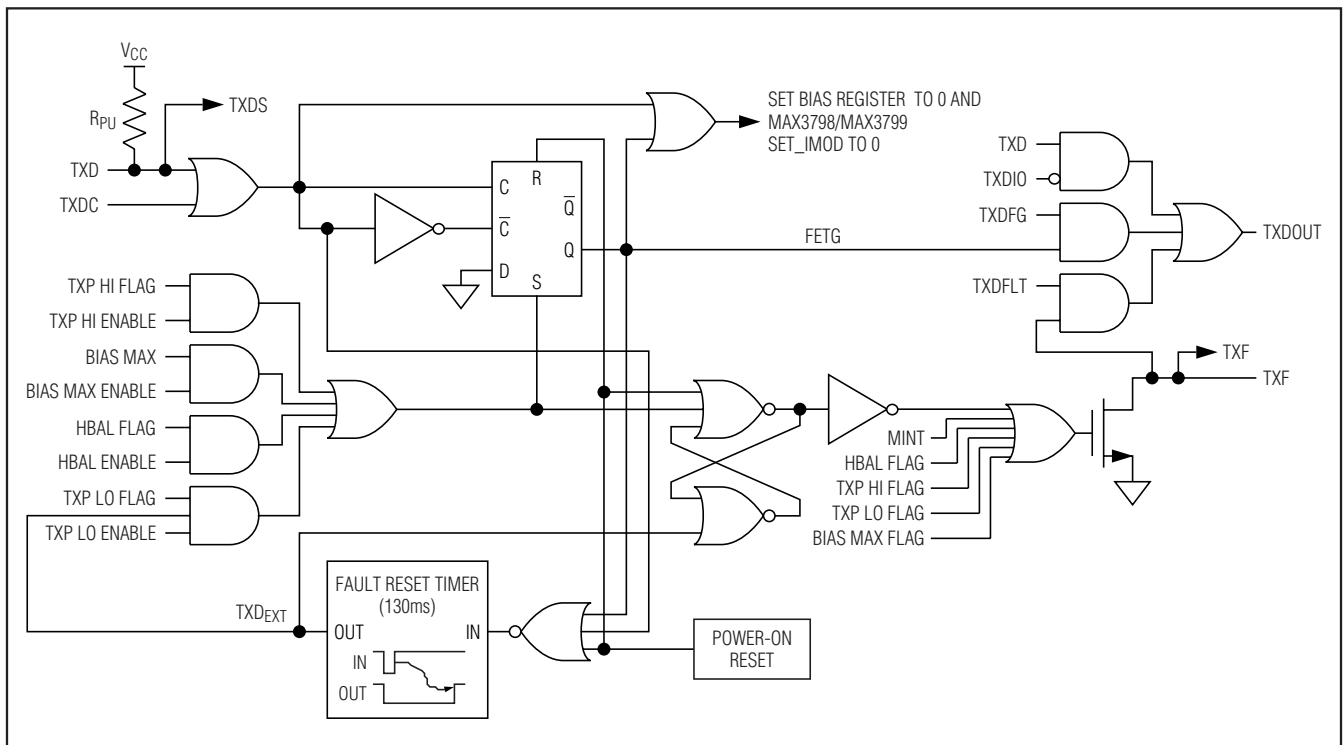 VCC
RPU
TXDS
TXD
TXDC
SET BIAS REGISTER TO 0 AND
MAX3798/MAX3799
SET_IMOD TO 0
R
C
Q
C
Q
D
S
FETG
TXD
TXDIO
TXDFG
TXDFLT
TXDOUT
TXP HI FLAG
TXP HI ENABLE
BIAS MAX
BIAS MAX ENABLE
HBAL FLAG
HBAL ENABLE
TXP LO FLAG
TXP LO ENABLE
TXF
TXF
MINT
HBAL FLAG
TXP HI FLAG
TXP LO FLAG
BIAS MAX FLAG
TXDEXT
FAULT RESET TIMER
(130ms)
OUT
IN
IN
OUT
POWER-ON
RESET